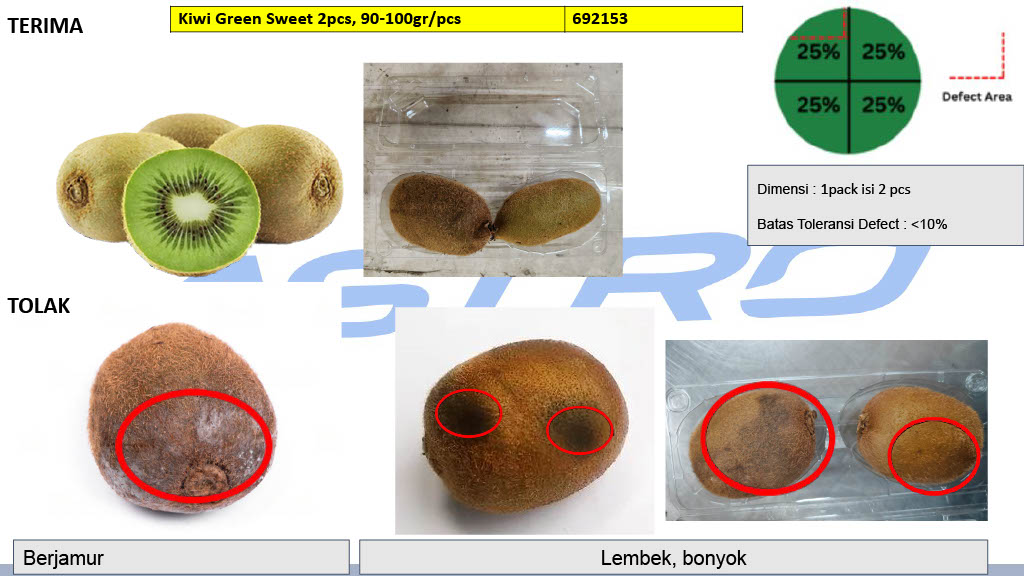 TERIMA
Kiwi Green Sweet 2pcs, 90-100gr/pcs 692153
25% 25%
25% 25%
Defect Area
Dimensi : 1pack isi 2 pcs
Batas Toleransi Defect : <10%
ASTRO
TOLAK
Berjamur
Lembek, bonyok